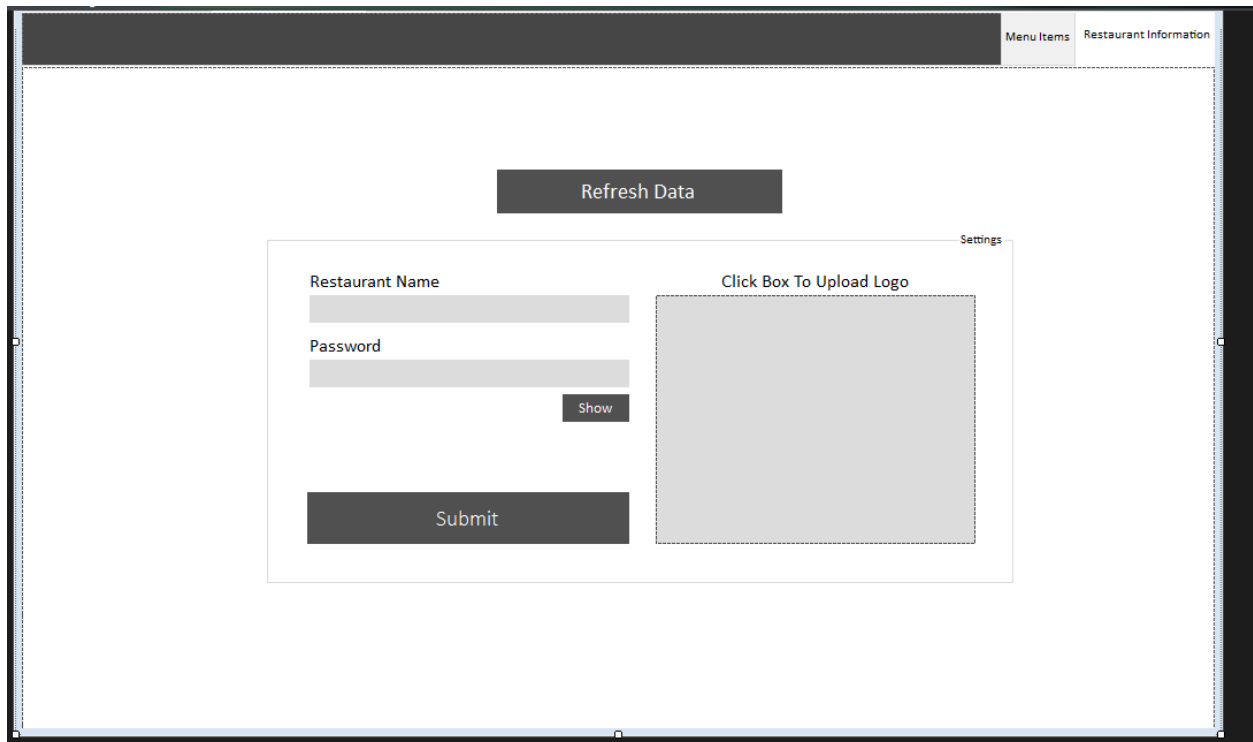 Menu Items
Restaurant Information
Refresh Data
Settings
Restaurant Name
Click Box To Upload Logo
Password
Show
Submit